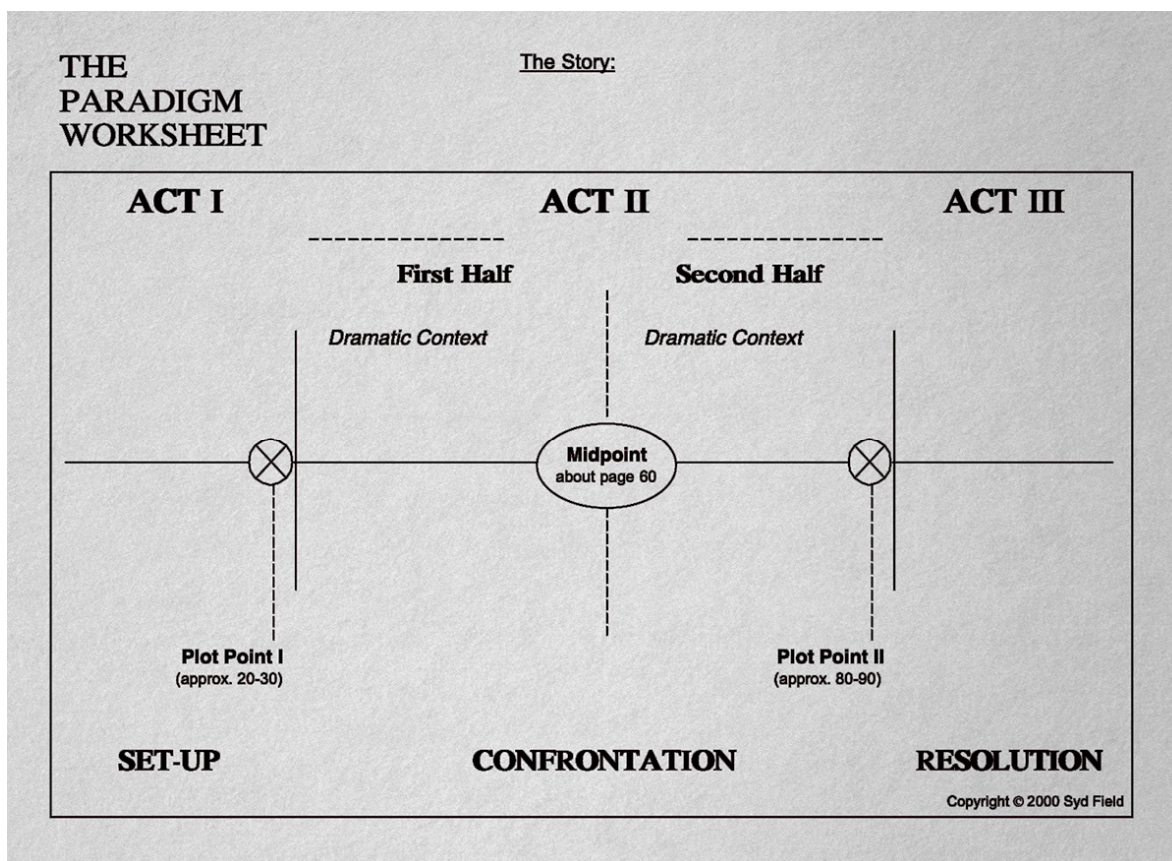 THE
PARADIGM
WORKSHEET
The Story:
ACT I
ACT II
ACT III
First Half
Second Half
Dramatic Context
Dramatic Context
Midpoint
about page 60
Plot Point I
(approx. 20-30)
Plot Point II
(approx. 80-90)
SET-UP
CONFRONTATION
RESOLUTION
Copyright © 2000 Syd Field